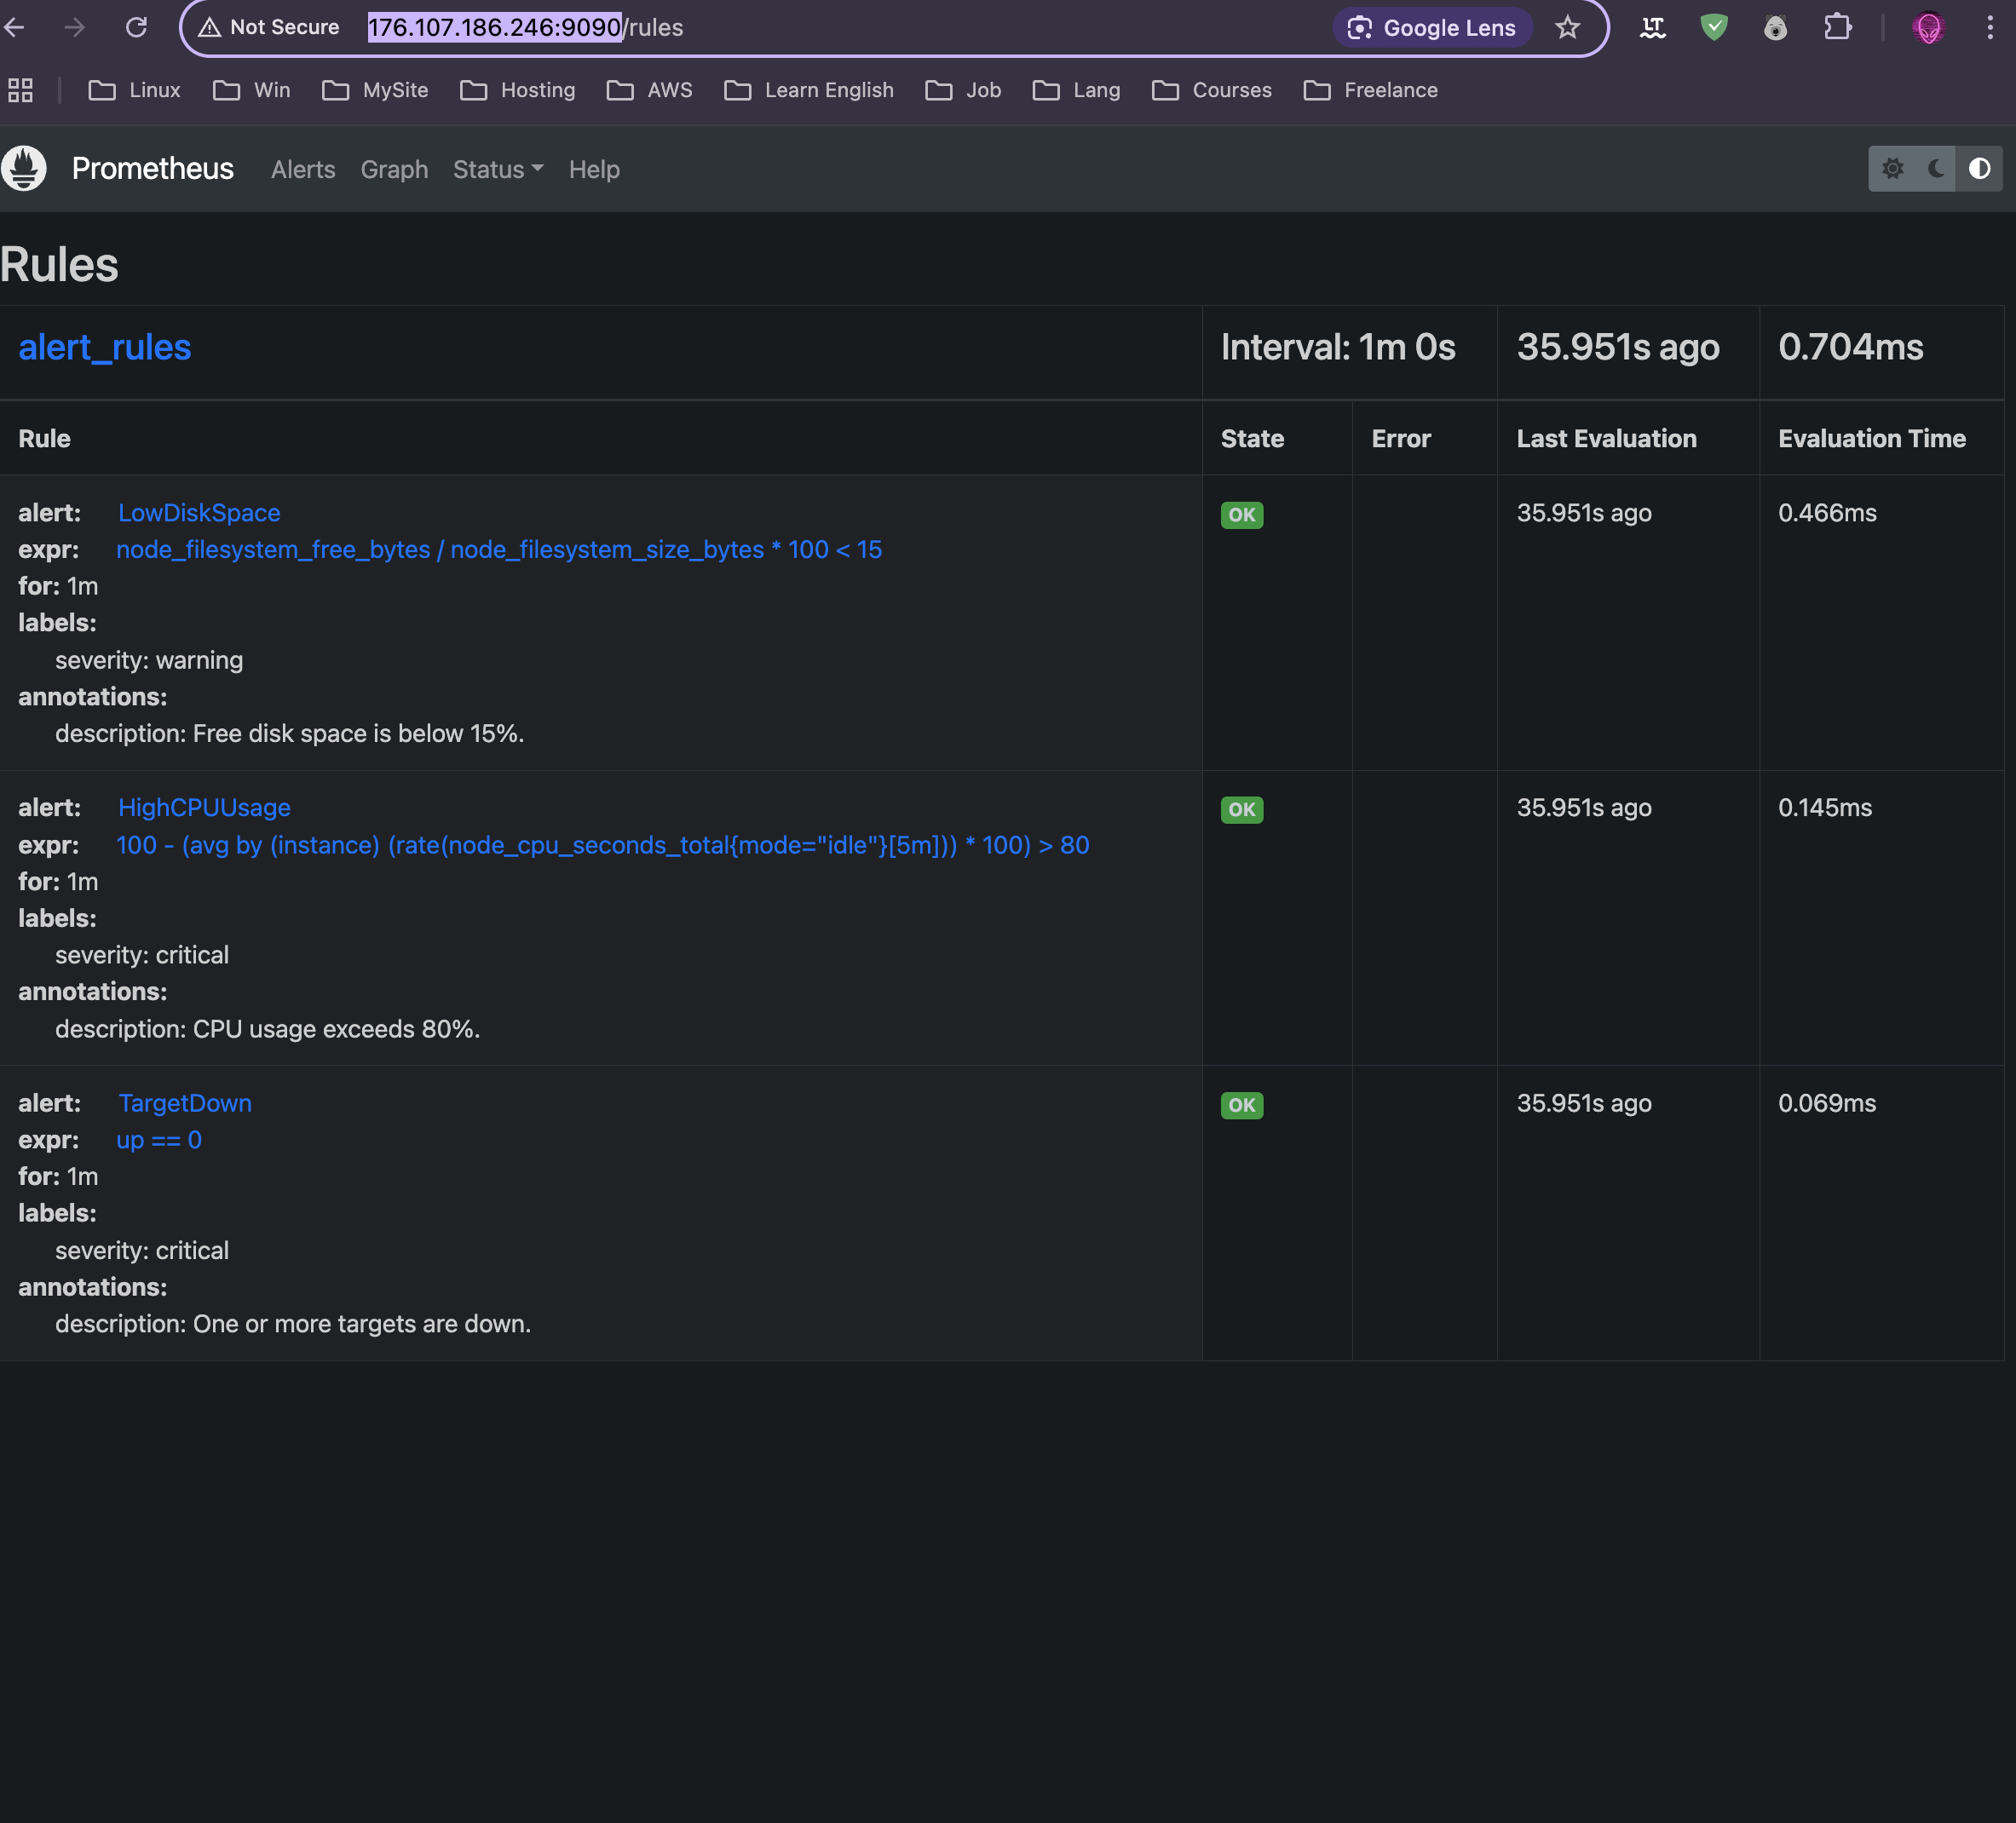 Not Secure 176.107.186.246:9090/rules Google Lens LT
Linux Win MySite Hosting AWS Learn English Job Lang Courses Freelance
Prometheus Alerts Graph Status Help
Rules
alert_rules Interval: 1m 0s 35.951s ago 0.704ms
Rule State Error Last Evaluation Evaluation Time
alert: LowDiskSpace OK 35.951s ago 0.466ms
expr: node_filesystem_free_bytes / node_filesystem_size_bytes * 100 < 15
for: 1m
labels:
severity: warning
annotations:
description: Free disk space is below 15%.
alert: HighCPUUsage OK 35.951s ago 0.145ms
expr: 100 - (avg by (instance) (rate(node_cpu_seconds_total{mode="idle"}[5m])) * 100) > 80
for: 1m
labels:
severity: critical
annotations:
description: CPU usage exceeds 80%.
alert: TargetDown OK 35.951s ago 0.069ms
expr: up == 0
for: 1m
labels:
severity: critical
annotations:
description: One or more targets are down.